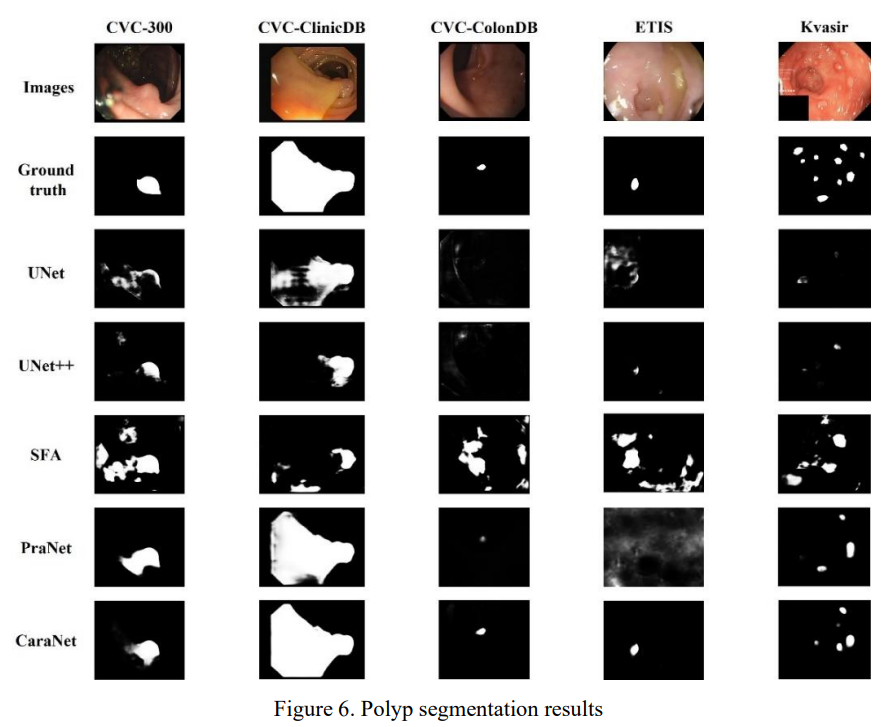 CVC-300 CVC-ClinicDB CVC-ColonDB ETIS Kvasir
Images
Ground
truth
UNet
UNet++
SFA
PraNet
CaraNet
Figure 6. Polyp segmentation results